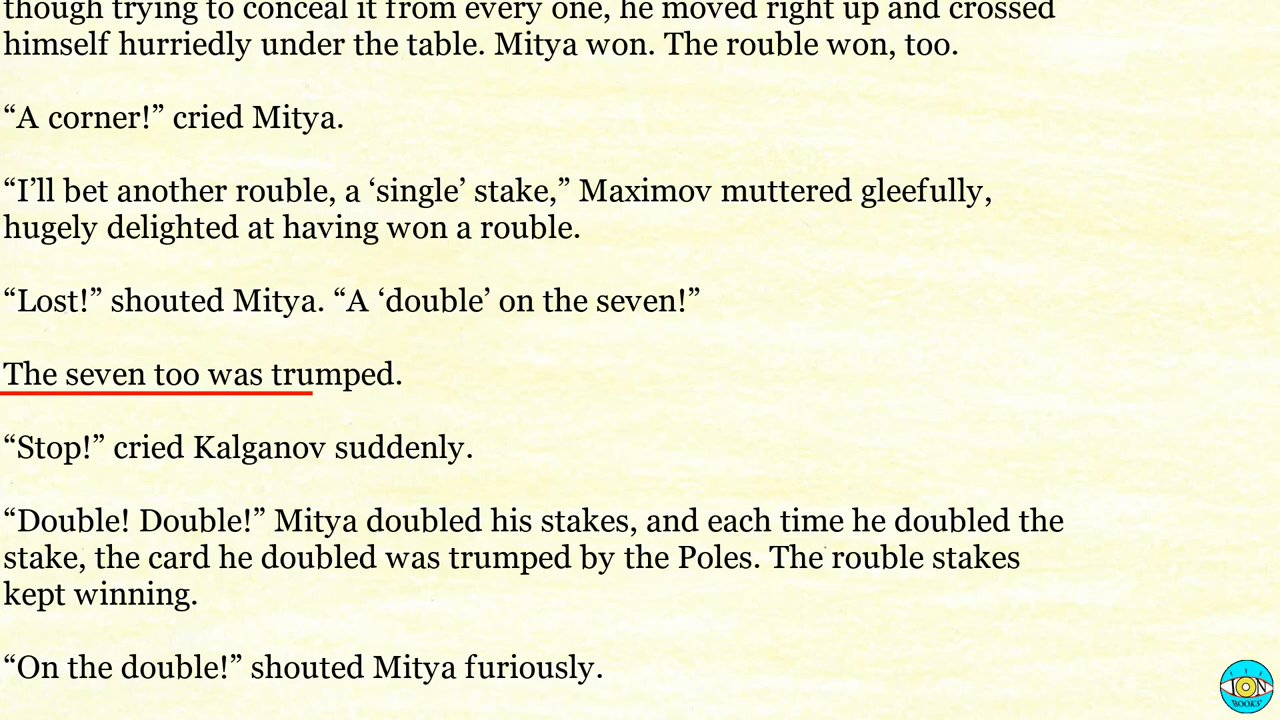 though trying to conceal it from every one, he moved right up and crossed
himself hurriedly under the table. Mitya won. The rouble won, too.
“A corner!” cried Mitya.
“I’ll bet another rouble, a ‘single’ stake,” Maximov muttered gleefully,
hugely delighted at having won a rouble.
“Lost!” shouted Mitya. “A ‘double’ on the seven!”
The seven too was trumped.
“Stop!” cried Kalganov suddenly.
“Double! Double!” Mitya doubled his stakes, and each time he doubled the
stake, the card he doubled was trumped by the Poles. The rouble stakes
kept winning.
“On the double!” shouted Mitya furiously.
ION
BOOKS